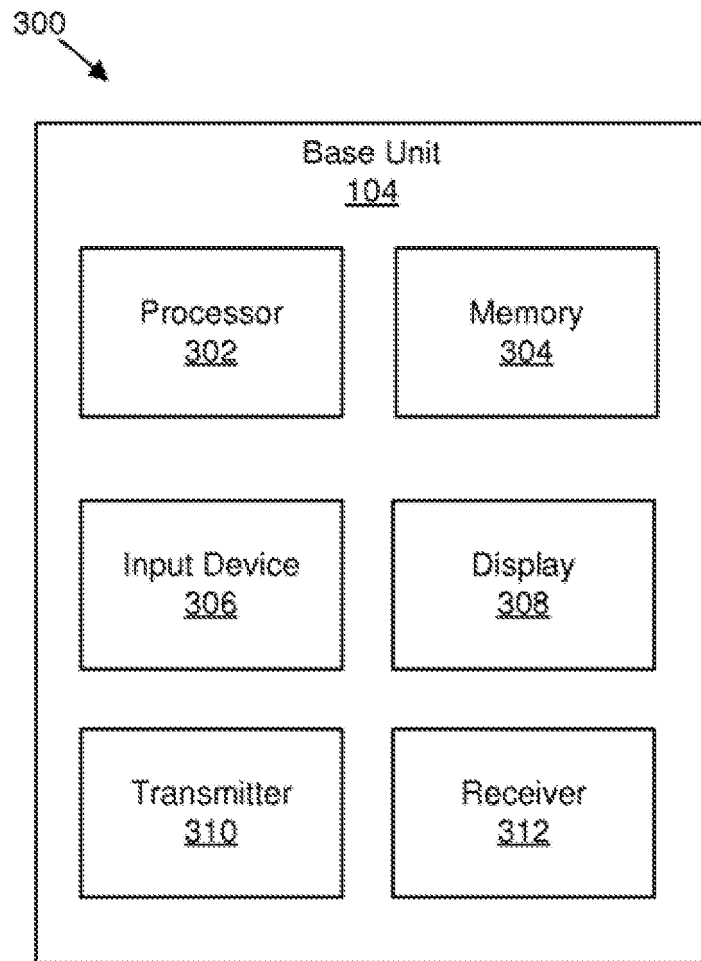 300
Base Unit
104
Processor
302
Memory
304
Input Device
306
Display
308
Transmitter
310
Receiver
312